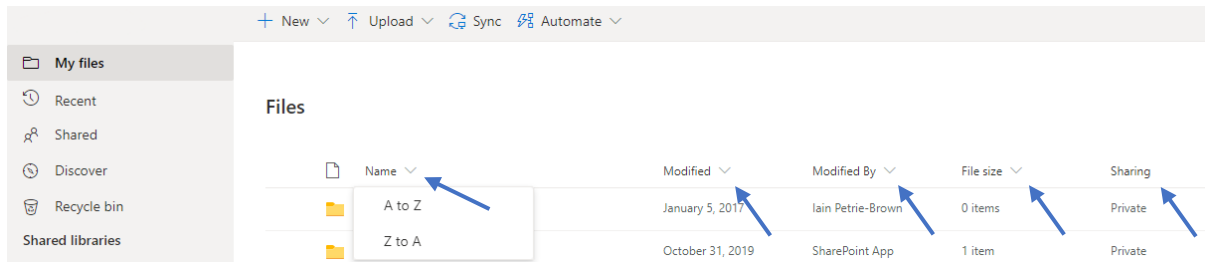 New Upload Sync Automate
My files
Recent
Files
Shared
Discover
Name Modified Modified By File size Sharing
Recycle bin
A to Z January 5, 2017 Iain Petrie-Brown 0 items Private
Shared libraries
Z to A October 31, 2019 SharePoint App 1 item Private